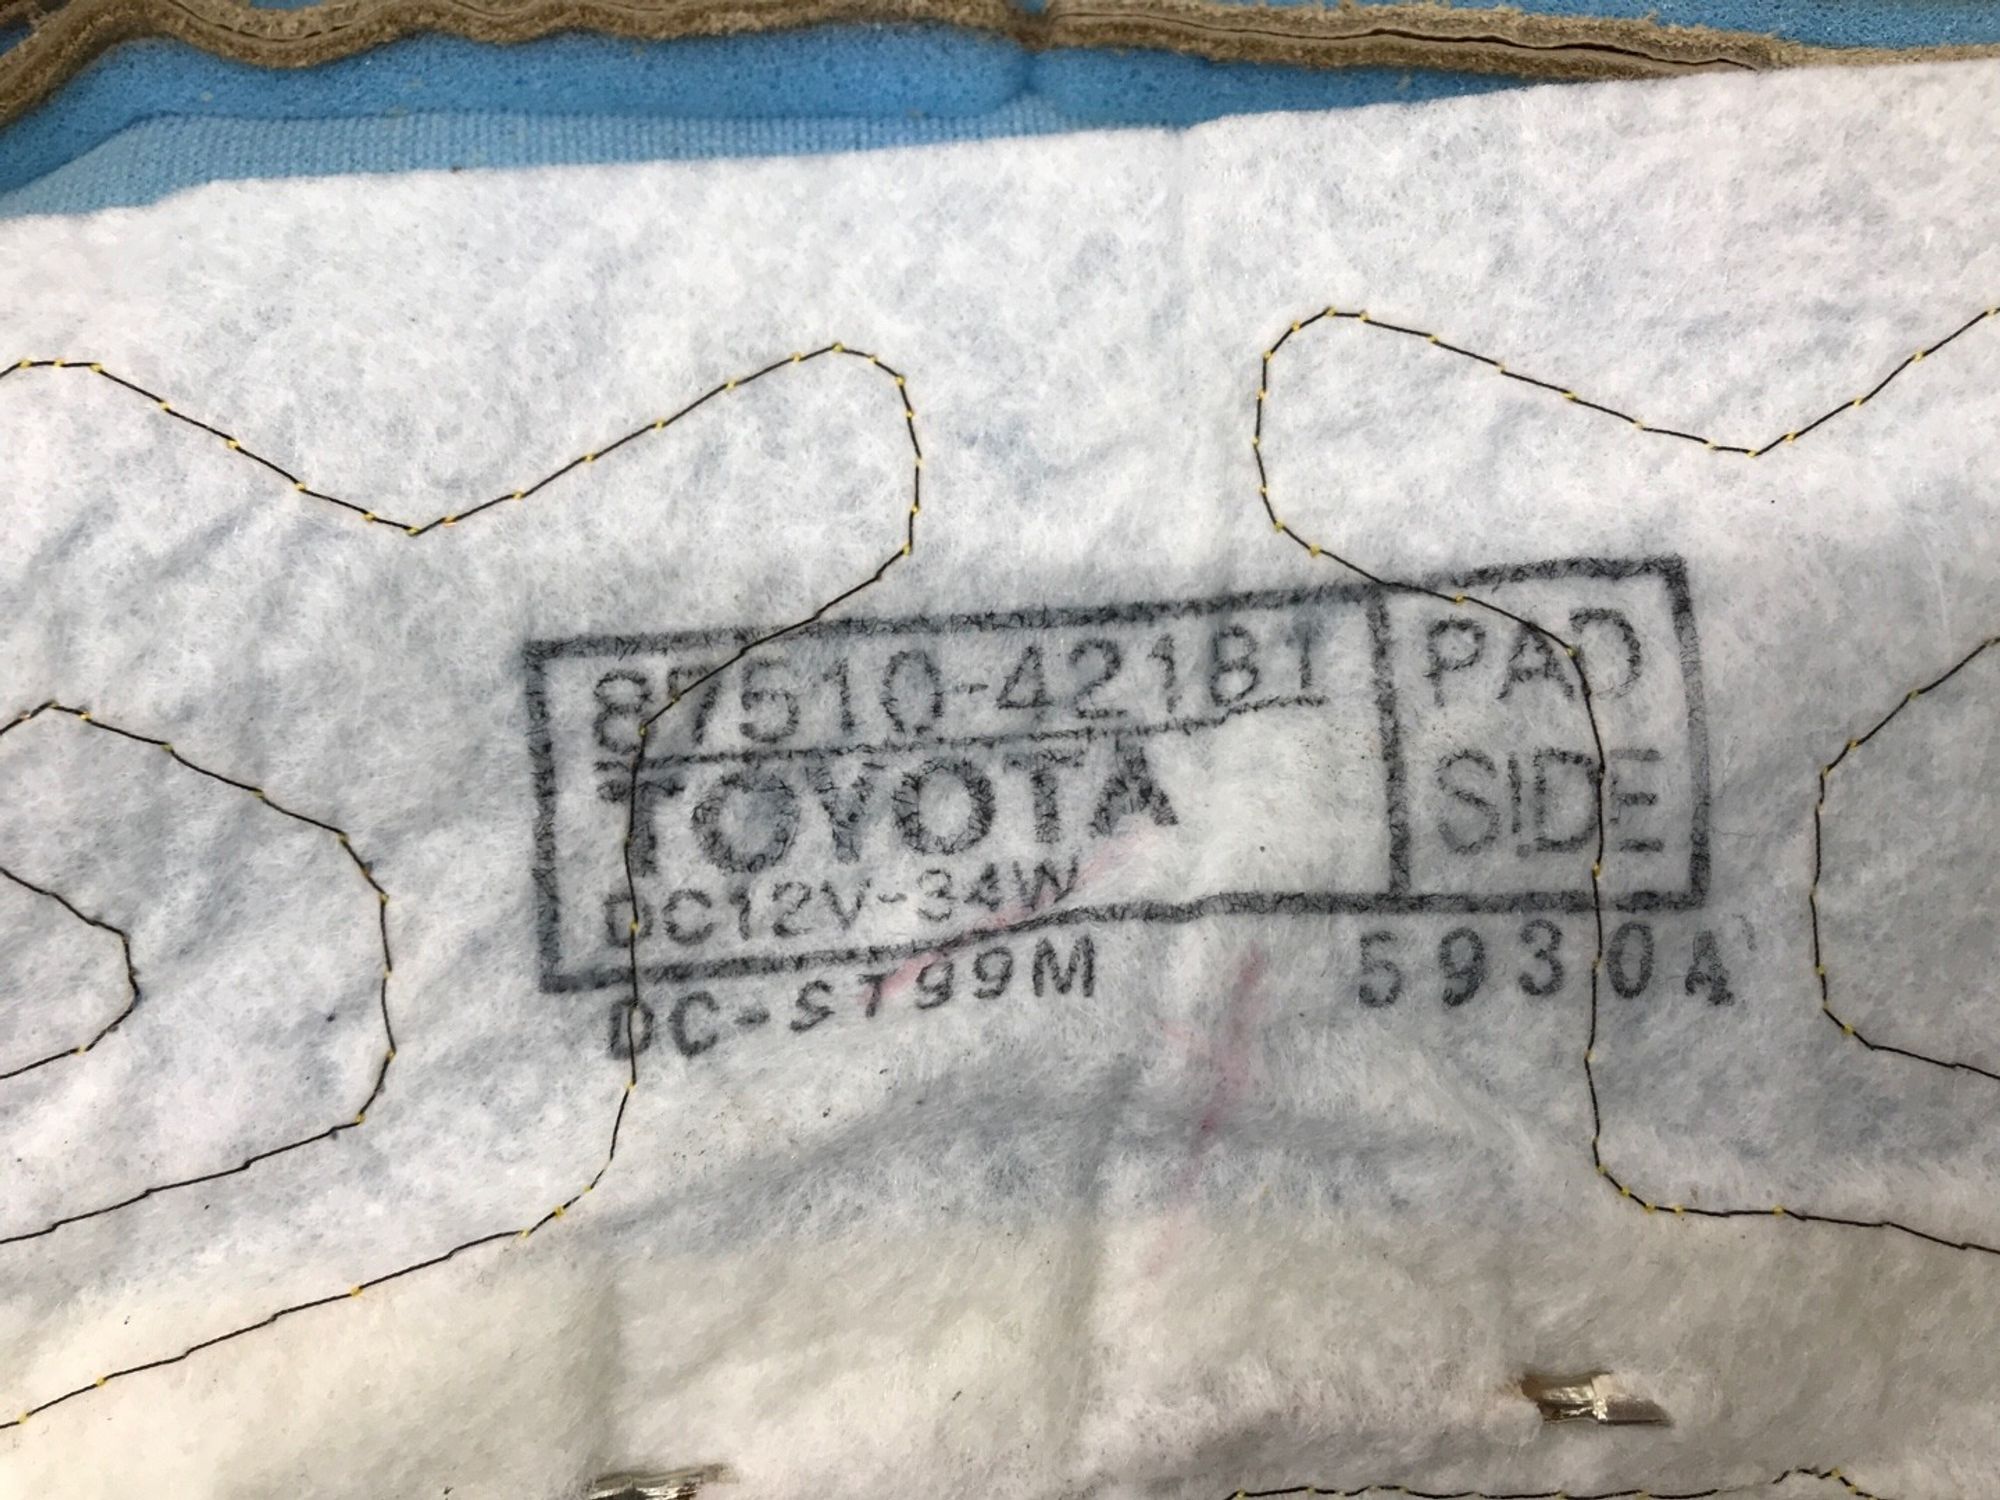 87510-42181
TOYOTA
DC12V-34W
PAD
SIDE
DC-ST99M
5930A